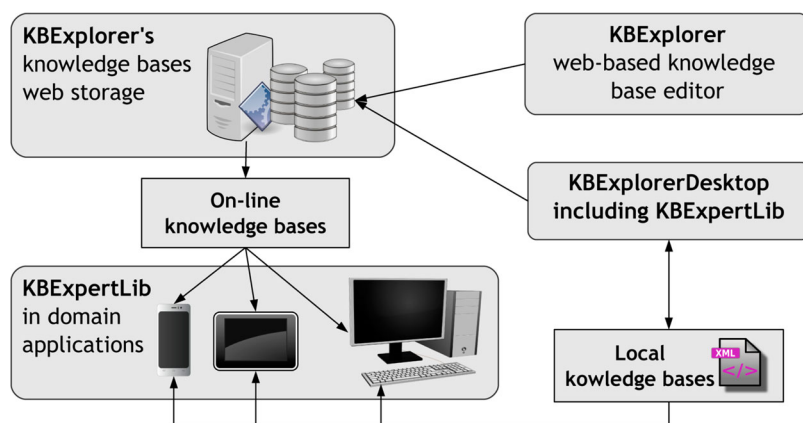 KBExplorer's
knowledge bases
web storage
KBExplorer
web-based knowledge
base editor
On-line
knowledge bases
KBExplorerDesktop
including KBExpertLib
KBExpertLib
in domain
applications
Local
kowledge bases
XML
</>